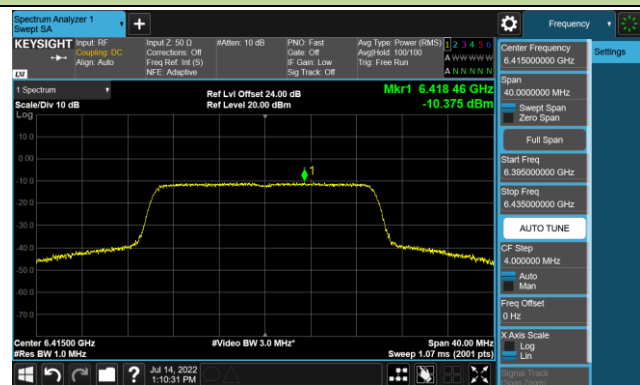 Spectrum Analyzer 1
Swept SA
Frequency
KEYSIGHT
Input: RF
Coupling: DC
Align: Auto
Input Z: 50 Ω
Corrections: Off
Freq Ref: Int (S)
NFE: Adaptive
#Atten: 10 dB
PNO: Fast
Gate: Off
IF Gain: Low
Sig Track: Off
Avg Type: Power (RMS)
Avg|Hold: 100/100
Trig: Free Run
1 2 3 4 5 6
A W W W W W
A N N N N N
LXI
Center Frequency
6.415000000 GHz
Settings
Span
40.0000000 MHz
Swept Span
Zero Span
Full Span
Start Freq
6.395000000 GHz
Stop Freq
6.435000000 GHz
AUTO TUNE
CF Step
4.000000 MHz
Auto
Man
Freq Offset
0 Hz
X Axis Scale
Log
Lin
Signal Track
(Span Zoom)
1 Spectrum
Scale/Div 10 dB
Log
Ref Lvl Offset 24.00 dB
Ref Level 20.00 dBm
Mkr1 6.418 46 GHz
-10.375 dBm
10.0
0.00
-10.0
-20.0
-30.0
-40.0
-50.0
-60.0
-70.0
1
Center 6.41500 GHz
#Res BW 1.0 MHz
#Video BW 3.0 MHz*
Span 40.00 MHz
Sweep 1.07 ms (2001 pts)
?
Jul 14, 2022
1:10:31 PM